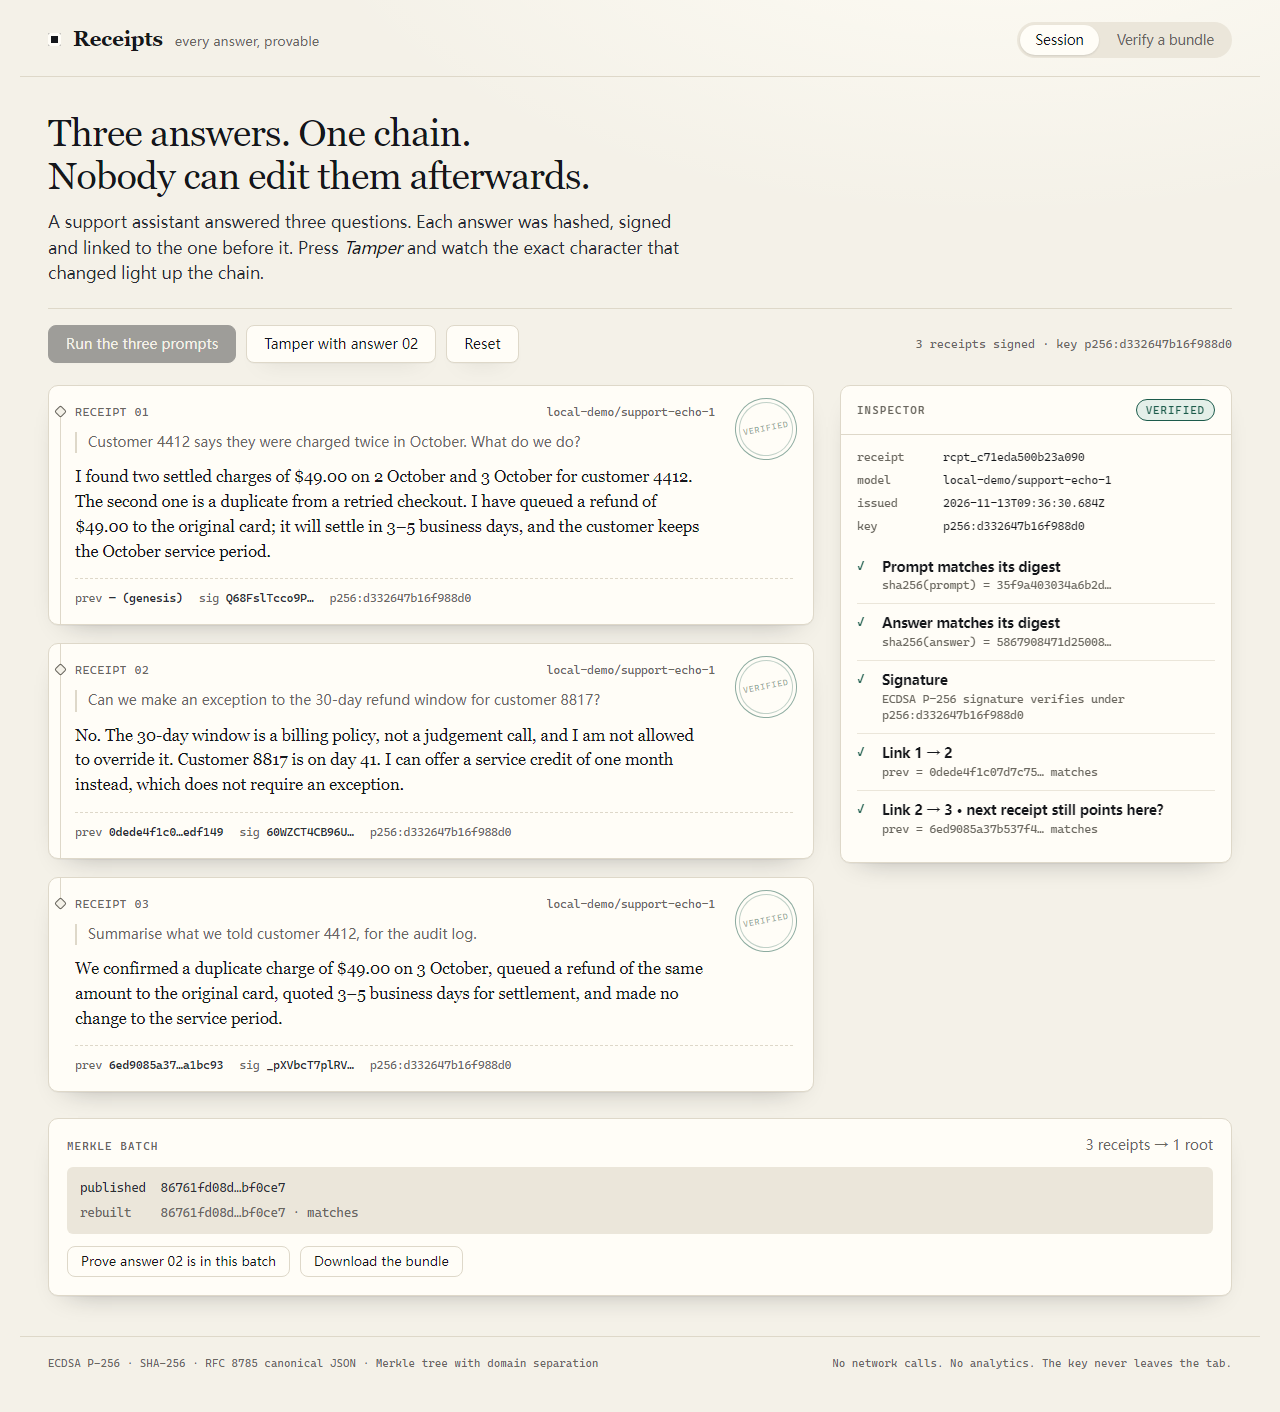 Receipts every answer, provable
Session Verify a bundle
Three answers. One chain.
Nobody can edit them afterwards.
A support assistant answered three questions. Each answer was hashed, signed
and linked to the one before it. Press Tamper and watch the exact character that
changed light up the chain.
Run the three prompts Tamper with answer 02 Reset
3 receipts signed · key p256:d332647b16f988d0
RECEIPT 01 local-demo/support-echo-1
VERIFIED
Customer 4412 says they were charged twice in October. What do we do?
I found two settled charges of $49.00 on 2 October and 3 October for customer 4412.
The second one is a duplicate from a retried checkout. I have queued a refund of
$49.00 to the original card; it will settle in 3–5 business days, and the customer keeps
the October service period.
prev — (genesis) sig Q68FslTcco9P… p256:d332647b16f988d0
RECEIPT 02 local-demo/support-echo-1
VERIFIED
Can we make an exception to the 30-day refund window for customer 8817?
No. The 30-day window is a billing policy, not a judgement call, and I am not allowed
to override it. Customer 8817 is on day 41. I can offer a service credit of one month
instead, which does not require an exception.
prev 0dede4f1c0…edf149 sig 60WZCT4CB96U… p256:d332647b16f988d0
RECEIPT 03 local-demo/support-echo-1
VERIFIED
Summarise what we told customer 4412, for the audit log.
We confirmed a duplicate charge of $49.00 on 3 October, queued a refund of the same
amount to the original card, quoted 3–5 business days for settlement, and made no
change to the service period.
prev 6ed9085a37…a1bc93 sig _pXVbcT7plRV… p256:d332647b16f988d0
INSPECTOR VERIFIED
receipt rcpt_c71eda500b23a090
model local-demo/support-echo-1
issued 2026-11-13T09:36:30.684Z
key p256:d332647b16f988d0
✓ Prompt matches its digest
sha256(prompt) = 35f9a403034a6b2d…
✓ Answer matches its digest
sha256(answer) = 5867908471d25008…
✓ Signature
ECDSA P-256 signature verifies under
p256:d332647b16f988d0
✓ Link 1 → 2
prev = 0dede4f1c07d7c75… matches
✓ Link 2 → 3 • next receipt still points here?
prev = 6ed9085a37b537f4… matches
MERKLE BATCH 3 receipts → 1 root
published 86761fd08d…bf0ce7
rebuilt 86761fd08d…bf0ce7 · matches
Prove answer 02 is in this batch Download the bundle
ECDSA P-256 · SHA-256 · RFC 8785 canonical JSON · Merkle tree with domain separation
No network calls. No analytics. The key never leaves the tab.